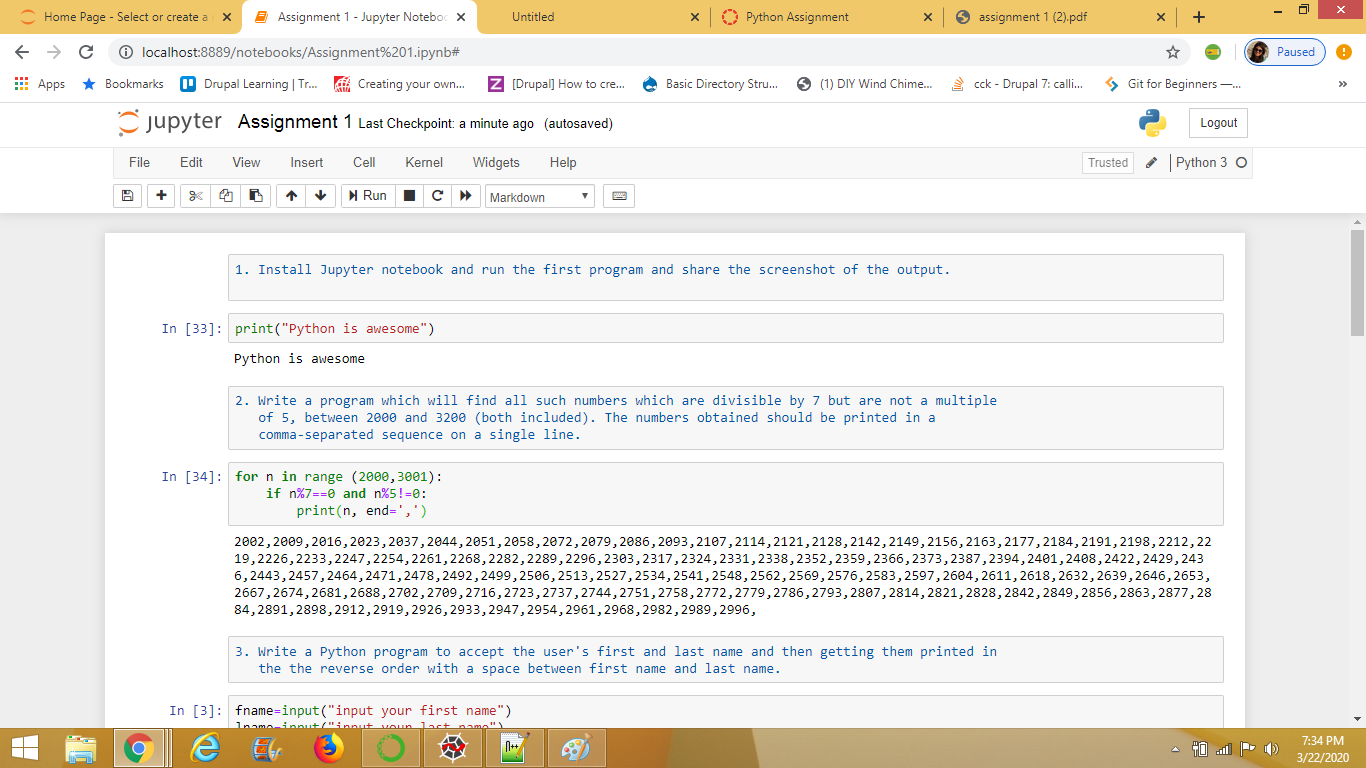 Home Page - Select or create a
Assignment 1 - Jupyter Noteboo
Untitled
Python Assignment
assignment 1 (2).pdf
localhost:8889/notebooks/Assignment%201.ipynb#
Paused
Apps
Bookmarks
Drupal Learning | Tr...
Creating your own...
[Drupal] How to cre...
Basic Directory Stru...
(1) DIY Wind Chime...
cck - Drupal 7: calli...
Git for Beginners —...
jupyter Assignment 1 Last Checkpoint: a minute ago (autosaved)
Logout
File Edit View Insert Cell Kernel Widgets Help
Trusted
Python 3
Run
Markdown
1. Install Jupyter notebook and run the first program and share the screenshot of the output.
In [33]: print("Python is awesome")
Python is awesome
2. Write a program which will find all such numbers which are divisible by 7 but are not a multiple
of 5, between 2000 and 3200 (both included). The numbers obtained should be printed in a
comma-separated sequence on a single line.
In [34]: for n in range (2000,3001):
if n%7==0 and n%5!=0:
print(n, end=',')
2002,2009,2016,2023,2037,2044,2051,2058,2072,2079,2086,2093,2107,2114,2121,2128,2142,2149,2156,2163,2177,2184,2191,2198,2212,22
19,2226,2233,2247,2254,2261,2268,2282,2289,2296,2303,2317,2324,2331,2338,2352,2359,2366,2373,2387,2394,2401,2408,2422,2429,243
6,2443,2457,2464,2471,2478,2492,2499,2506,2513,2527,2534,2541,2548,2562,2569,2576,2583,2597,2604,2611,2618,2632,2639,2646,2653,
2667,2674,2681,2688,2702,2709,2716,2723,2737,2744,2751,2758,2772,2779,2786,2793,2807,2814,2821,2828,2842,2849,2856,2863,2877,28
84,2891,2898,2912,2919,2926,2933,2947,2954,2961,2968,2982,2989,2996,
3. Write a Python program to accept the user's first and last name and then getting them printed in
the the reverse order with a space between first name and last name.
In [3]: fname=input("input your first name")
lname=input("input your last name")
7:34 PM
3/22/2020